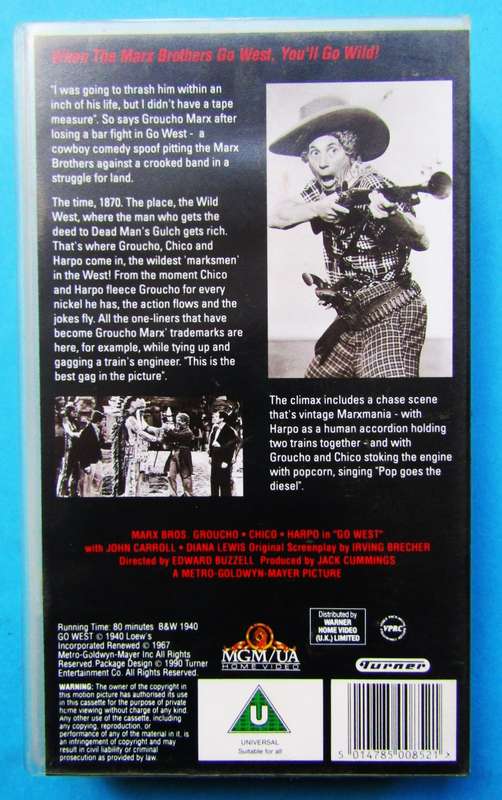 When The Marx Brothers Go West, You'll Go Wild!
"I was going to thrash him within an
inch of his life, but I didn't have a tape
measure". So says Groucho Marx after
losing a bar fight in Go West - a
cowboy comedy spoof pitting the Marx
Brothers against a crooked band in a
struggle for land.
The time, 1870. The place, the Wild
West, where the man who gets the
deed to Dead Man's Gulch gets rich.
That's where Groucho, Chico and
Harpo come in, the wildest 'marksmen'
in the West! From the moment Chico
and Harpo fleece Groucho for every
nickel he has, the action flows and the
jokes fly. All the one-liners that have
become Groucho Marx' trademarks are
here, for example, while tying up and
gagging a train's engineer. "This is the
best gag in the picture".
The climax includes a chase scene
that's vintage Marxmania - with
Harpo as a human accordion holding
two trains together - and with
Groucho and Chico stoking the engine
with popcorn, singing "Pop goes the
diesel".
MARX BROS. GROUCHO • CHICO • HARPO in "GO WEST"
with JOHN CARROLL • DIANA LEWIS Original Screenplay by IRVING BRECHER
Directed by EDWARD BUZZELL Produced by JACK CUMMINGS
A METRO-GOLDWYN-MAYER PICTURE
Running Time: 80 minutes B&W 1940
GO WEST © 1940 Loew's
Incorporated Renewed © 1967
Metro-Goldwyn-Mayer Inc All Rights
Reserved Package Design © 1990 Turner
Entertainment Co. All Rights Reserved.
WARNING: The owner of the copyright in
this motion picture has authorised its use
in this cassette for the purpose of private
home viewing without charge of any kind.
Any other use of the cassette, including
any copying, reproduction, or
performance of any of the material in it, is
an infringement of copyright and may
result in civil liability or criminal
prosecution as provided by law.
MGM/UA
HOME VIDEO
Distributed by
WARNER
HOME VIDEO
(U.K.) LIMITED
VPRC
Turner
U
UNIVERSAL
Suitable for all
5 014785 008521 >